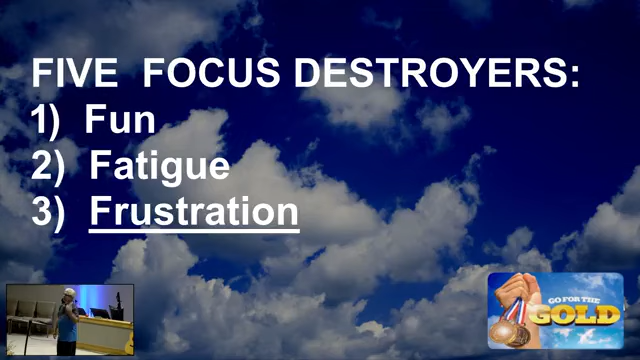 FIVE  FOCUS DESTROYERS:
1)  Fun
2)  Fatigue
3)  Frustration
GO FOR THE
GOLD